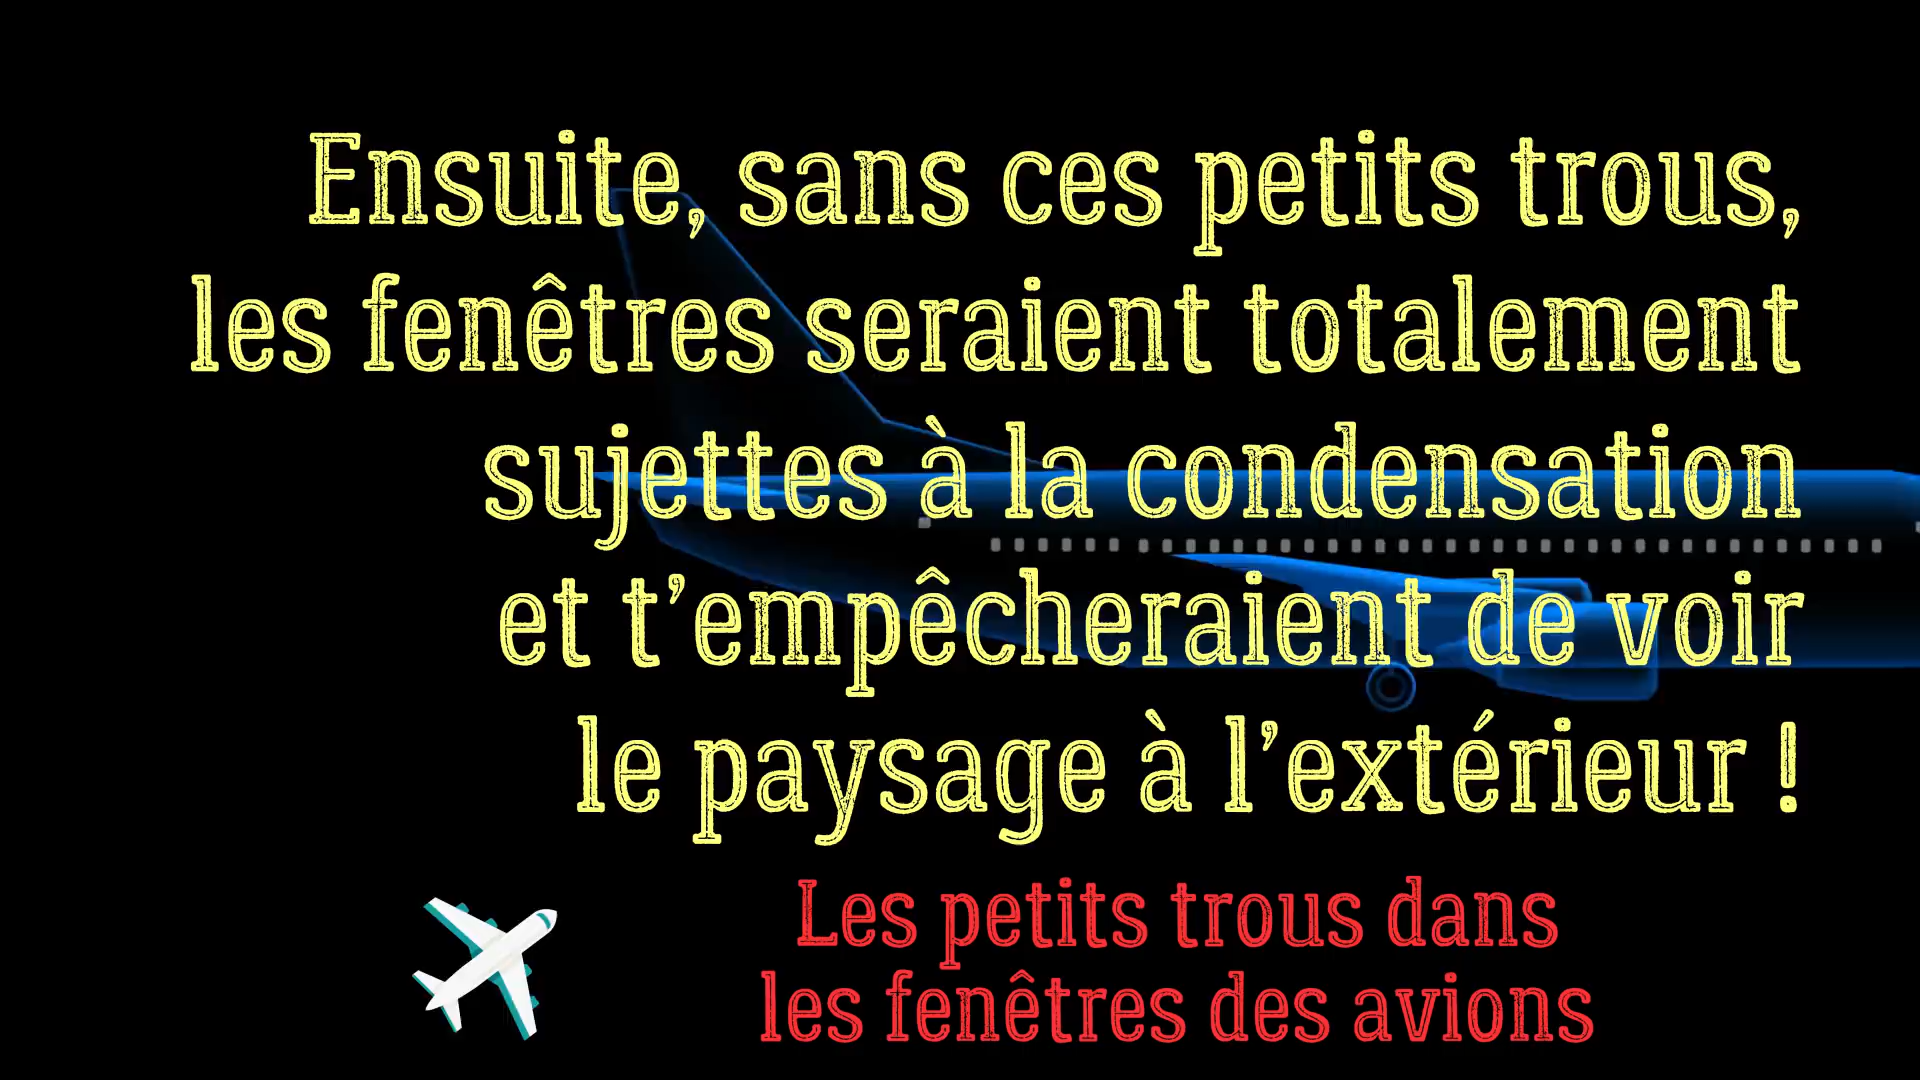 Ensuite, sans ces petits trous,
les fenêtres seraient totalement
sujettes à la condensation
et t’empêcheraient de voir
le paysage à l’extérieur !
Les petits trous dans
les fenêtres des avions